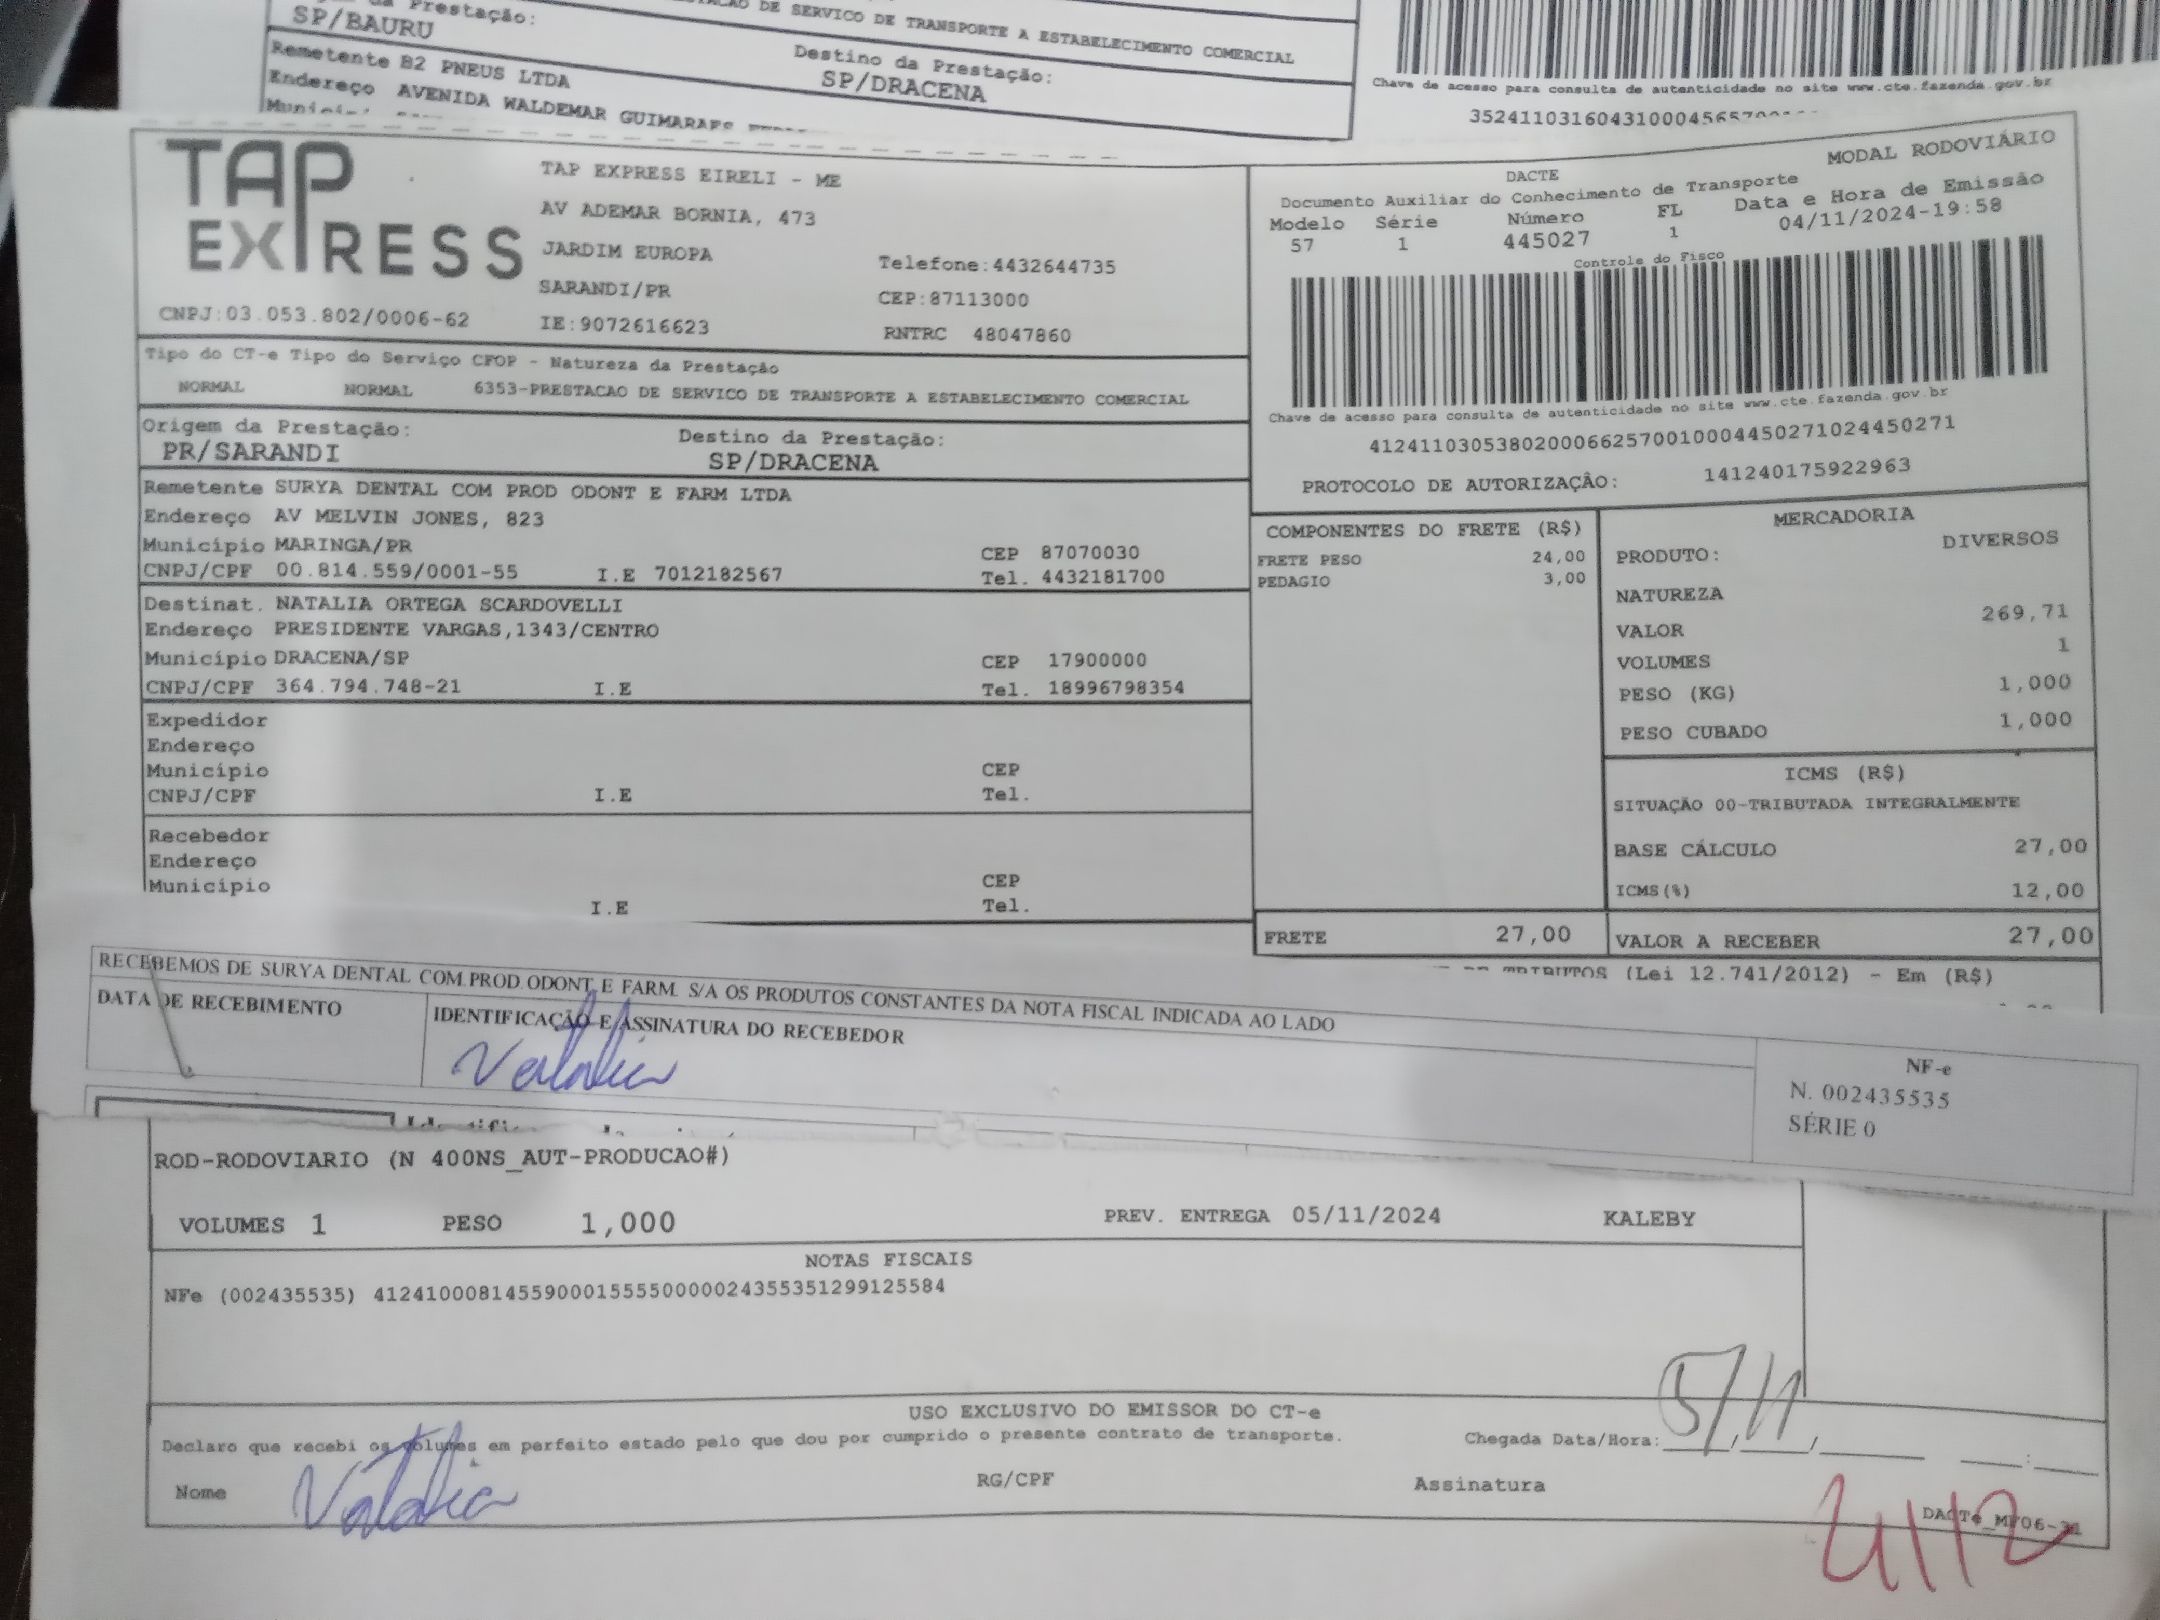 Prestação:
SP/BAURU
DE SERVICO DE TRANSPORTE A ESTABELECIMENTO COMERCIAL
Destino da Prestação:
SP/DRACENA
Remetente B2 PNEUS LTDA
Endereço AVENIDA WALDEMAR GUIMARAES
Chave de acesso para consulta de autenticidade no site www.cte.fazenda.gov.br
TAP EXPRESS
CNPJ:03.053.802/0006-62
TAP EXPRESS EIRELI - ME
AV ADEMAR BORNIA, 473
JARDIM EUROPA
Telefone:4432644735
SARANDI/PR
CEP:87113000
IE:9072616623
RNTRC 48047860
DACTE
MODAL RODOVIÁRIO
Documento Auxiliar do Conhecimento de Transporte
Modelo Série Número FL Data e Hora de Emissão
57 1 445027 1 04/11/2024-19:58
Controle do Fisco
Chave de acesso para consulta de autenticidade no site www.cte.fazenda.gov.br
41241103053802000662570010004450271024450271
PROTOCOLO DE AUTORIZAÇÂO: 141240175922963
Tipo do CT-e Tipo do Serviço CFOP - Natureza da Prestação
NORMAL NORMAL 6353-PRESTACAO DE SERVICO DE TRANSPORTE A ESTABELECIMENTO COMERCIAL
Origem da Prestação: Destino da Prestação:
PR/SARANDI SP/DRACENA
Remetente SURYA DENTAL COM PROD ODONT E FARM LTDA
Endereço AV MELVIN JONES, 823
Município MARINGA/PR CEP 87070030
CNPJ/CPF 00.814.559/0001-55 I.E 7012182567 Tel. 4432181700
Destinat. NATALIA ORTEGA SCARDOVELLI
Endereço PRESIDENTE VARGAS,1343/CENTRO
Município DRACENA/SP CEP 17900000
CNPJ/CPF 364.794.748-21 I.E Tel. 18996798354
Expedidor
Endereço
Município CEP
CNPJ/CPF I.E Tel.
Recebedor
Endereço
Município CEP
I.E Tel.
COMPONENTES DO FRETE (R$)
FRETE PESO 24,00
PEDAGIO 3,00
MERCADORIA
PRODUTO: DIVERSOS
NATUREZA
VALOR 269,71
VOLUMES 1
PESO (KG) 1,000
PESO CUBADO 1,000
ICMS (R$)
SITUAÇÃO 00-TRIBUTADA INTEGRALMENTE
BASE CÁLCULO 27,00
ICMS(%) 12,00
FRETE 27,00 VALOR A RECEBER 27,00
TRIBUTOS (Lei 12.741/2012) - Em (R$)
RECEBEMOS DE SURYA DENTAL COM.PROD.ODONT.E FARM. S/A OS PRODUTOS CONSTANTES DA NOTA FISCAL INDICADA AO LADO
DATA DE RECEBIMENTO
IDENTIFICAÇÃO E ASSINATURA DO RECEBEDOR
Natalia
NF-e
N. 002435535
SÉRIE 0
ROD-RODOVIARIO (N 400NS_AUT-PRODUCAO#)
VOLUMES 1 PESO 1,000 PREV. ENTREGA 05/11/2024 KALEBY
NOTAS FISCAIS
NFe (002435535) 41241000814559000155550000024355351299125584
USO EXCLUSIVO DO EMISSOR DO CT-e
Declaro que recebi os volumes em perfeito estado pelo que dou por cumprido o presente contrato de transporte.
Chegada Data/Hora: 5/11
Nome Natalia RG/CPF Assinatura